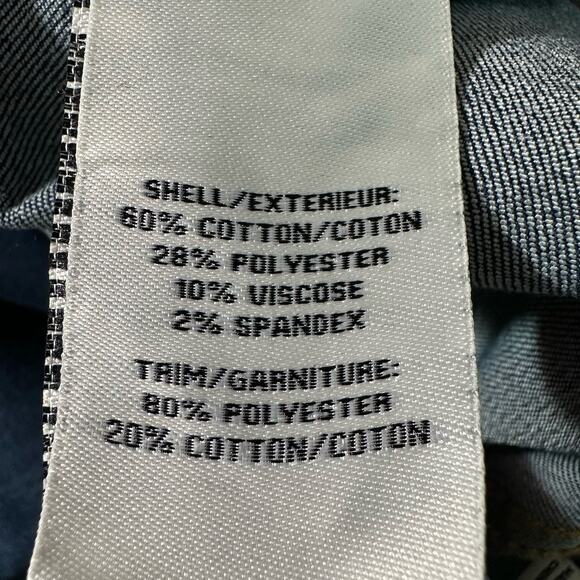 SHELL/EXTERIEUR:
60% COTTON/COTON
28% POLYESTER
10% VISCOSE
2% SPANDEX
TRIM/GARNITURE:
80% POLYESTER
20% COTTON/COTON